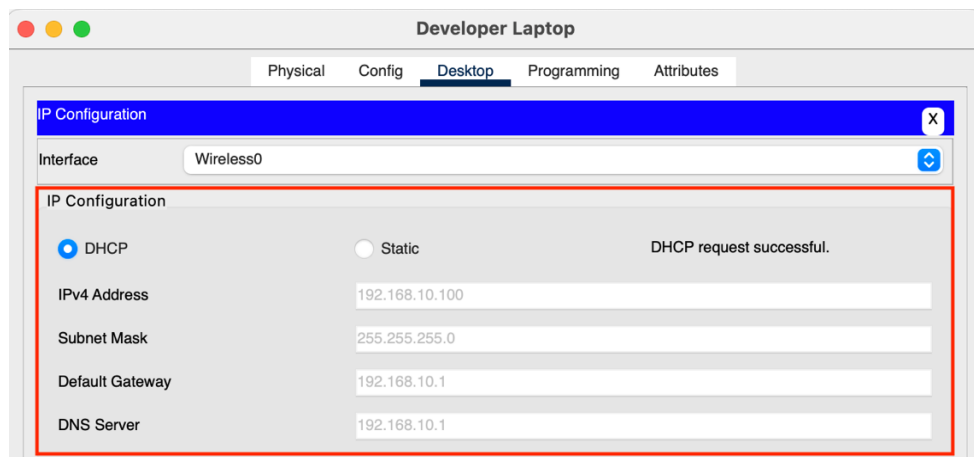 Developer Laptop
Physical Config Desktop Programming Attributes
IP Configuration X
Interface Wireless0
IP Configuration
DHCP Static DHCP request successful.
IPv4 Address 192.168.10.100
Subnet Mask 255.255.255.0
Default Gateway 192.168.10.1
DNS Server 192.168.10.1